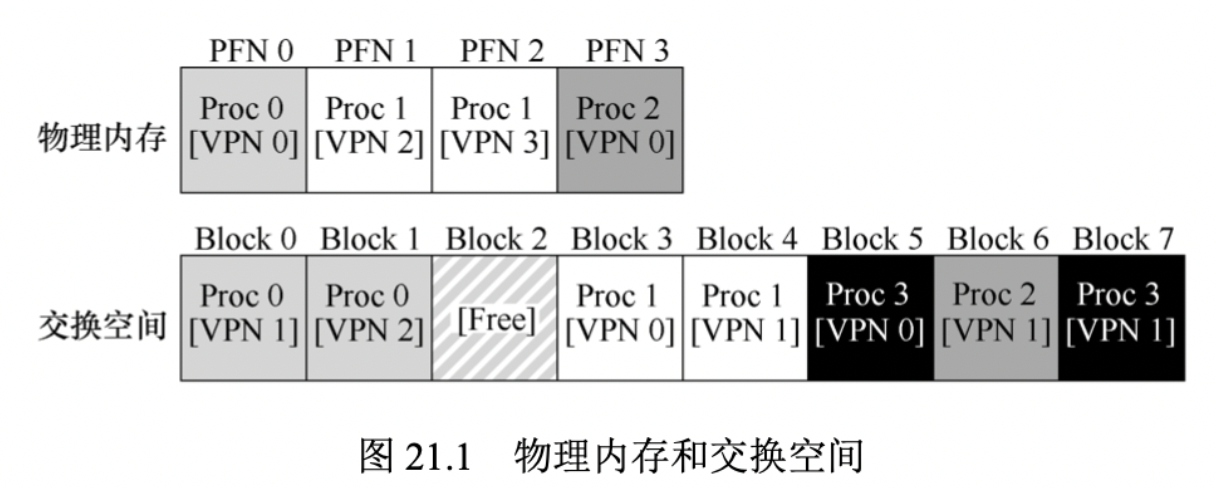 PFN 0 PFN 1 PFN 2 PFN 3
物理内存
Proc 0 Proc 1 Proc 1 Proc 2
[VPN 0] [VPN 2] [VPN 3] [VPN 0]
Block 0 Block 1 Block 2 Block 3 Block 4 Block 5 Block 6 Block 7
交换空间
Proc 0 Proc 0 [Free] Proc 1 Proc 1 Proc 3 Proc 2 Proc 3
[VPN 1] [VPN 2] [VPN 0] [VPN 1] [VPN 0] [VPN 1] [VPN 1]
图 21.1 物理内存和交换空间